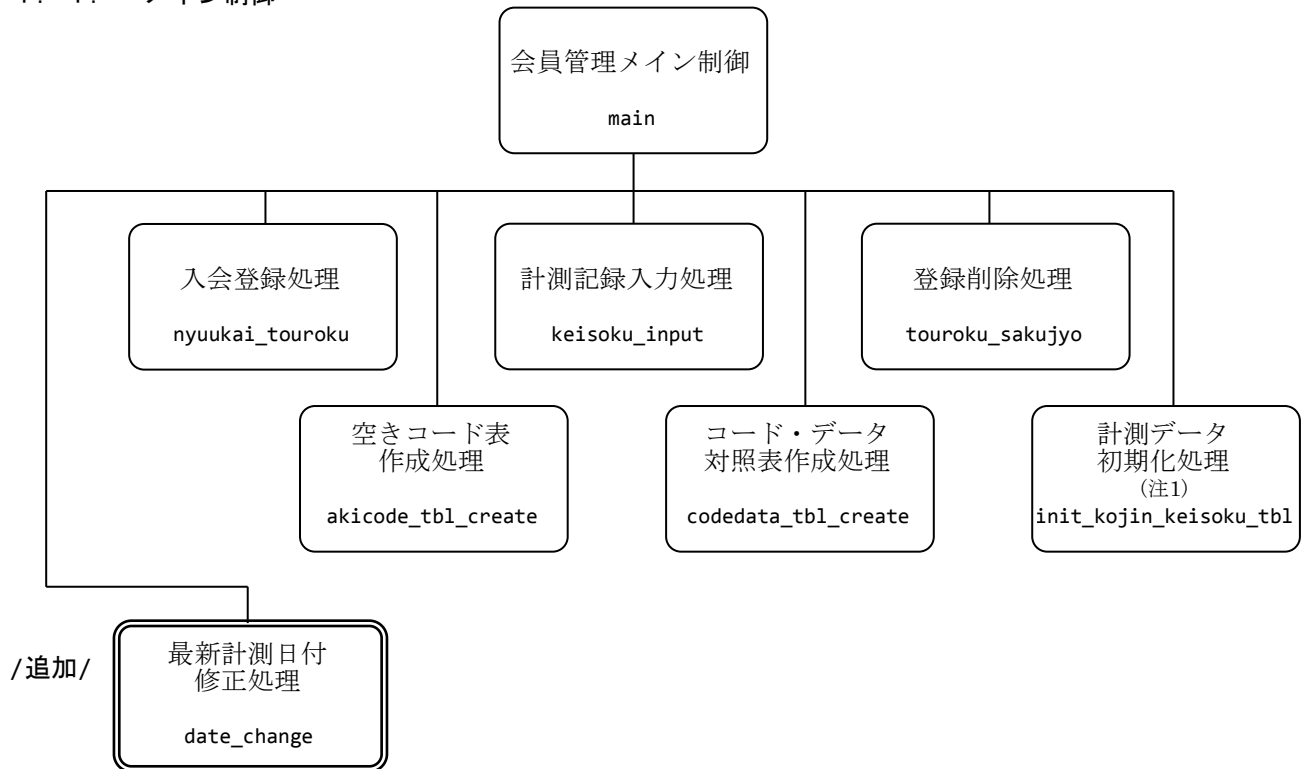 会員管理メイン制御
main
入会登録処理
nyuukai_touroku
計測記録入力処理
keisoku_input
登録削除処理
touroku_sakujyo
空きコード表
作成処理
akicode_tbl_create
コード・データ
対照表作成処理
codedata_tbl_create
計測データ
初期化処理
(注1)
init_kojin_keisoku_tbl
/追加/
最新計測日付
修正処理
date_change